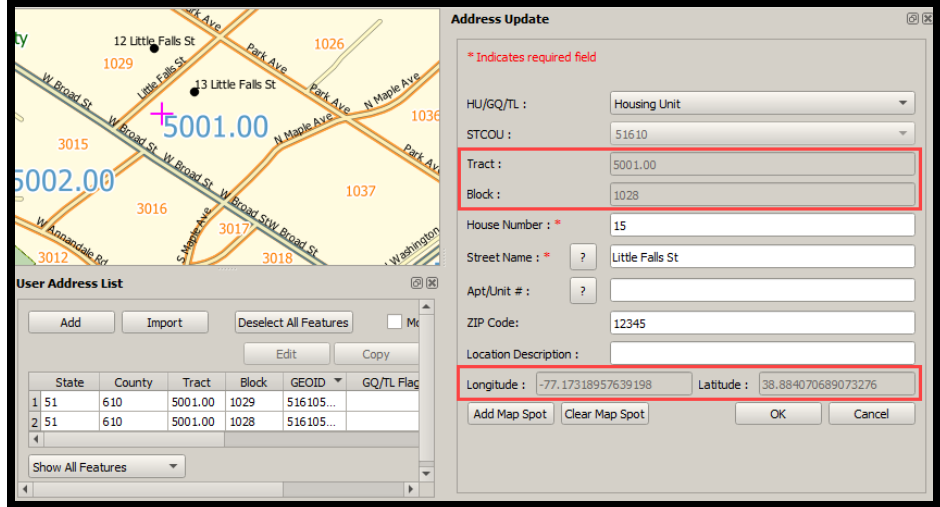 ty
ark Ave
12 Little Falls St
1029
Park Ave
1026
W Broad St
Little Falls St
13 Little Falls St
Park Ave
N Maple Ave
1036
5001.00
W Broad St
N Maple Ave
3015
Park Av
5002.00
W Broad St
1037
3016
W Broad St
W Broad St
3017
S Maple Ave
W Annandale Rd
3012
3018
Washington
User Address List
Add
Import
Deselect All Features
Mo
Edit
Copy
State County Tract Block GEOID GQ/TL Flag
1 51 610 5001.00 1029 516105...
2 51 610 5001.00 1028 516105...
Show All Features
Address Update
* Indicates required field
HU/GQ/TL : Housing Unit
STCOU : 51610
Tract : 5001.00
Block : 1028
House Number : * 15
Street Name : * ? Little Falls St
Apt/Unit # : ?
ZIP Code: 12345
Location Description :
Longitude : -77.17318957639198 Latitude : 38.884070689073276
Add Map Spot Clear Map Spot OK Cancel